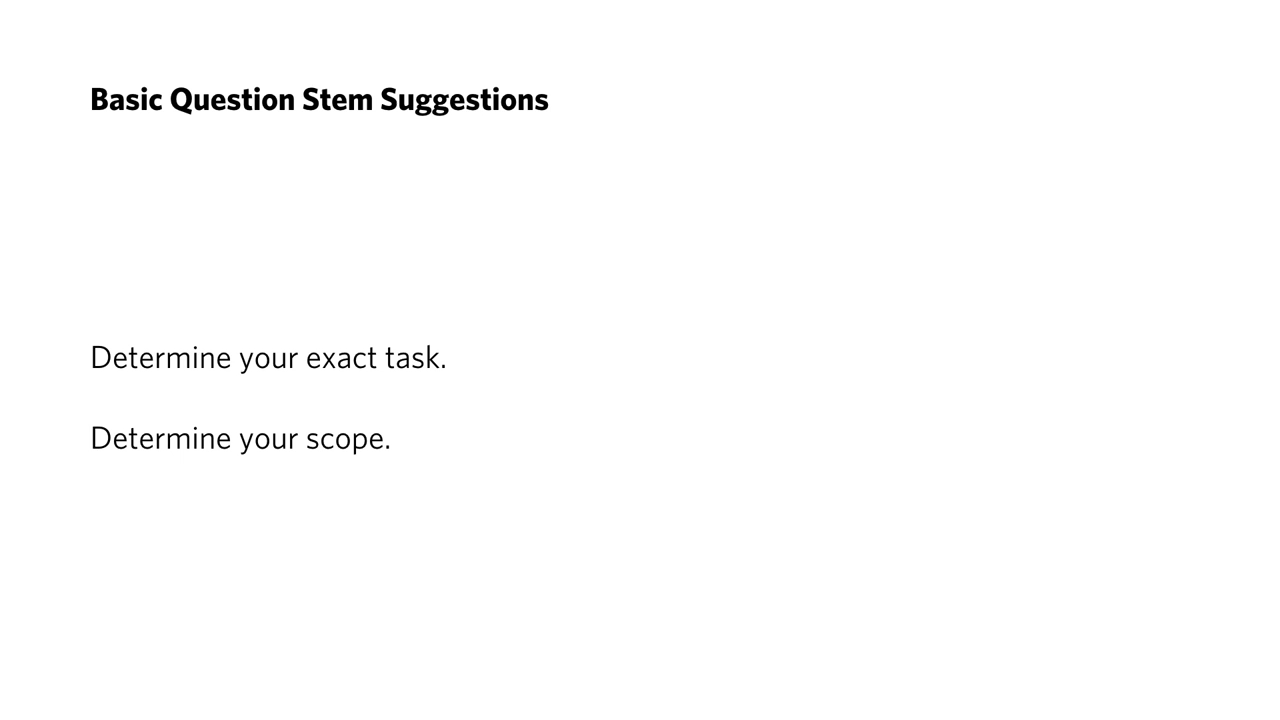 Basic Question Stem Suggestions
Determine your exact task.
Determine your scope.